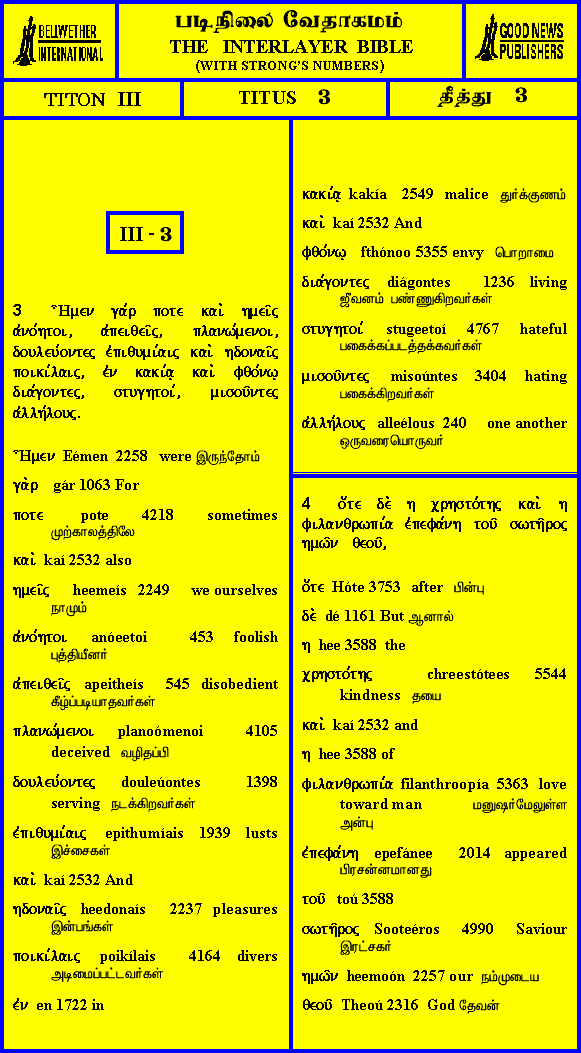 BELLWETHER
INTERNATIONAL
படிநிலை வேதாகமம்
THE INTERLAYER BIBLE
(WITH STRONG'S NUMBERS)
GOOD NEWS
PUBLISHERS
TITON III
TITUS 3
தீத்து 3
III - 3
3 Ἦμεν γάρ ποτε καὶ ημεῖς
ἀνόητοι, ἀπειθεῖς, πλανώμενοι,
δουλεύοντες ἐπιθυμίαις καὶ ηδοναῖς
ποικίλαις, ἐν κακίᾳ καὶ φθόνῳ
διάγοντες, στυγητοί, μισοῦντες
ἀλλήλους.
Ἦμεν Eémen 2258 were இருந்தோம்
γὰρ gár 1063 For
ποτε pote 4218 sometimes
முற்காலத்திலே
καὶ kaí 2532 also
ημεῖς heemeís 2249 we ourselves
நாமும்
ἀνόητοι anóeetoi 453 foolish
புத்தியீனர்
ἀπειθεῖς apeitheís 545 disobedient
கீழ்ப்படியாதவர்கள்
πλανώμενοι planoómenoi 4105
deceived வழிதப்பி
δουλεύοντες douleúontes 1398
serving நடக்கிறவர்கள்
ἐπιθυμίαις epithumíais 1939 lusts
இச்சைகள்
καὶ kaí 2532 And
ηδοναῖς heedonaís 2237 pleasures
இன்பங்கள்
ποικίλαις poikílais 4164 divers
அடிமைப்பட்டவர்கள்
ἐν en 1722 in
κακίᾳ kakía 2549 malice துர்க்குணம்
καὶ kaí 2532 And
φθόνῳ fthónoo 5355 envy பொறாமை
διάγοντες diágontes 1236 living
ஜீவனம் பண்ணுகிறவர்கள்
στυγητοί stugeetoí 4767 hateful
பகைக்கப்படத்தக்கவர்கள்
μισοῦντες misoúntes 3404 hating
பகைக்கிறவர்கள்
ἀλλήλους alleélous 240 one another
ஒருவரையொருவர்
4 ὅτε δὲ η χρηστότης καὶ η
φιλανθρωπία ἐπεφάνη τοῦ σωτῆρος
ημῶν θεοῦ,
ὅτε Hóte 3753 after பின்பு
δὲ dé 1161 But ஆனால்
η hee 3588 the
χρηστότης chreestótees 5544
kindness தயை
καὶ kaí 2532 and
η hee 3588 of
φιλανθρωπία filanthroopía 5363 love
toward man மனுஷர்மேலுள்ள
அன்பு
ἐπεφάνη epefánee 2014 appeared
பிரசன்னமானது
τοῦ toú 3588
σωτῆρος Sooteéros 4990 Saviour
இரட்சகர்
ημῶν heemoón 2257 our நம்முடைய
θεοῦ Theoú 2316 God தேவன்